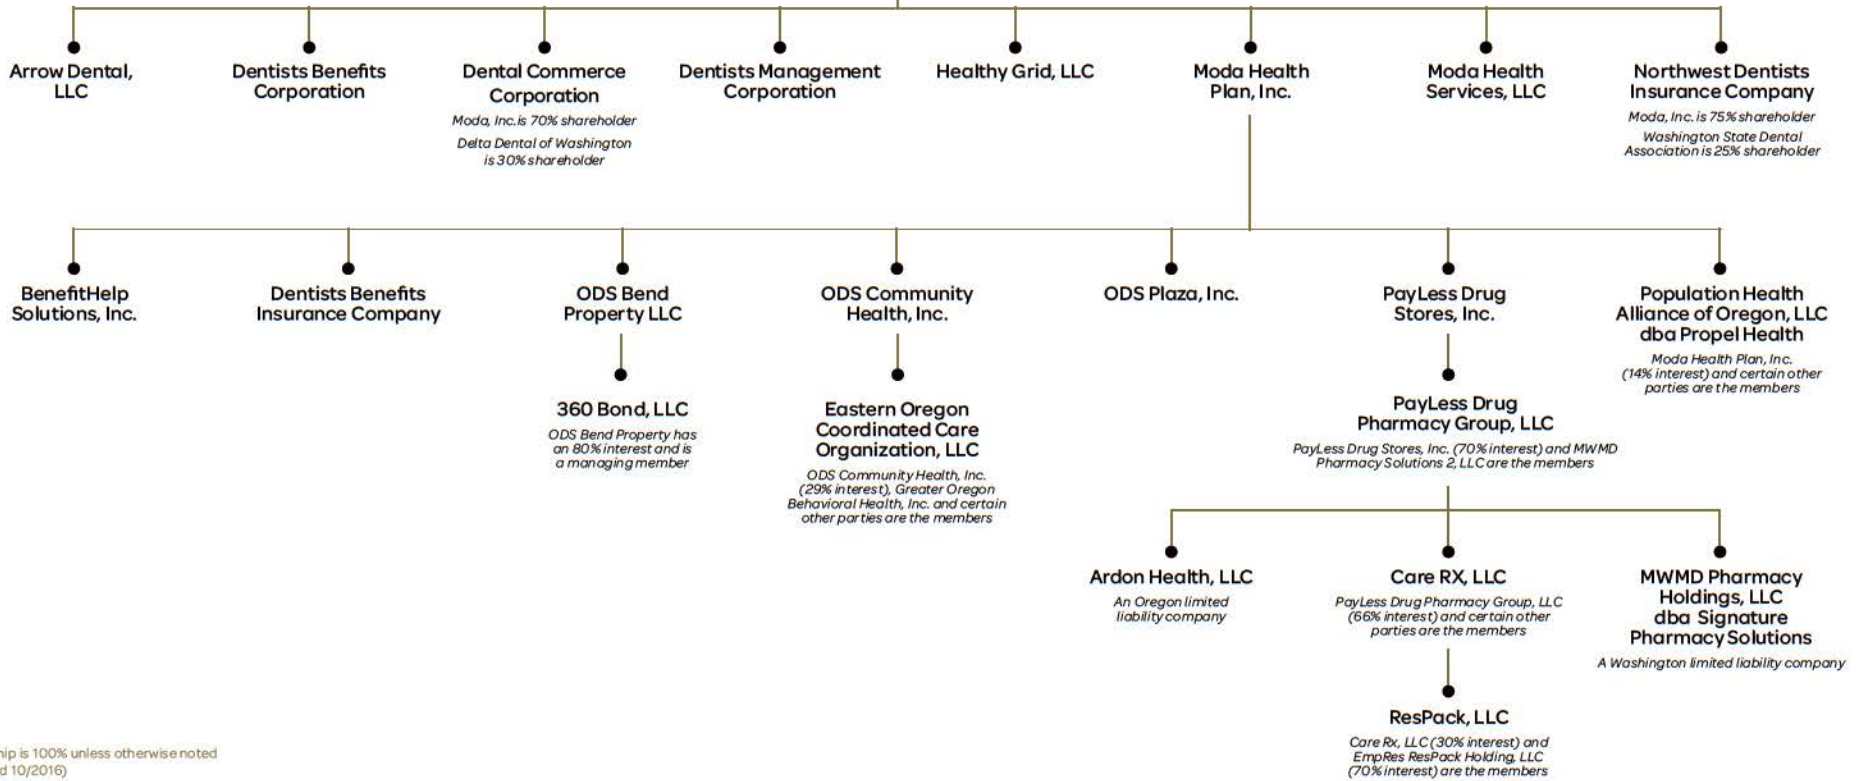 Arrow Dental,
LLC
Dentists Benefits
Corporation
Dental Commerce
Corporation
Moda, Inc. is 70% shareholder
Delta Dental of Washington
is 30% shareholder
Dentists Management
Corporation
Healthy Grid, LLC
Moda Health
Plan, Inc.
Moda Health
Services, LLC
Northwest Dentists
Insurance Company
Moda, Inc. is 75% shareholder
Washington State Dental
Association is 25% shareholder
BenefitHelp
Solutions, Inc.
Dentists Benefits
Insurance Company
ODS Bend
Property LLC
360 Bond, LLC
ODS Bend Property has
an 80% interest and is
a managing member
ODS Community
Health, Inc.
Eastern Oregon
Coordinated Care
Organization, LLC
ODS Community Health, Inc.
(29% interest), Greater Oregon
Behavioral Health, Inc. and certain
other parties are the members
ODS Plaza, Inc.
PayLess Drug
Stores, Inc.
PayLess Drug
Pharmacy Group, LLC
PayLess Drug Stores, Inc. (70% interest) and MWMD
Pharmacy Solutions 2, LLC are the members
Population Health
Alliance of Oregon, LLC
dba Propel Health
Moda Health Plan, Inc.
(14% interest) and certain other
parties are the members
Ardon Health, LLC
An Oregon limited
liability company
Care RX, LLC
PayLess Drug Pharmacy Group, LLC
(66% interest) and certain other
parties are the members
ResPack, LLC
Care Rx, LLC (30% interest) and
EmpRes ResPack Holding, LLC
(70% interest) are the members
MWMD Pharmacy
Holdings, LLC
dba Signature
Pharmacy Solutions
A Washington limited liability company
hip is 100% unless otherwise noted
d 10/2016)